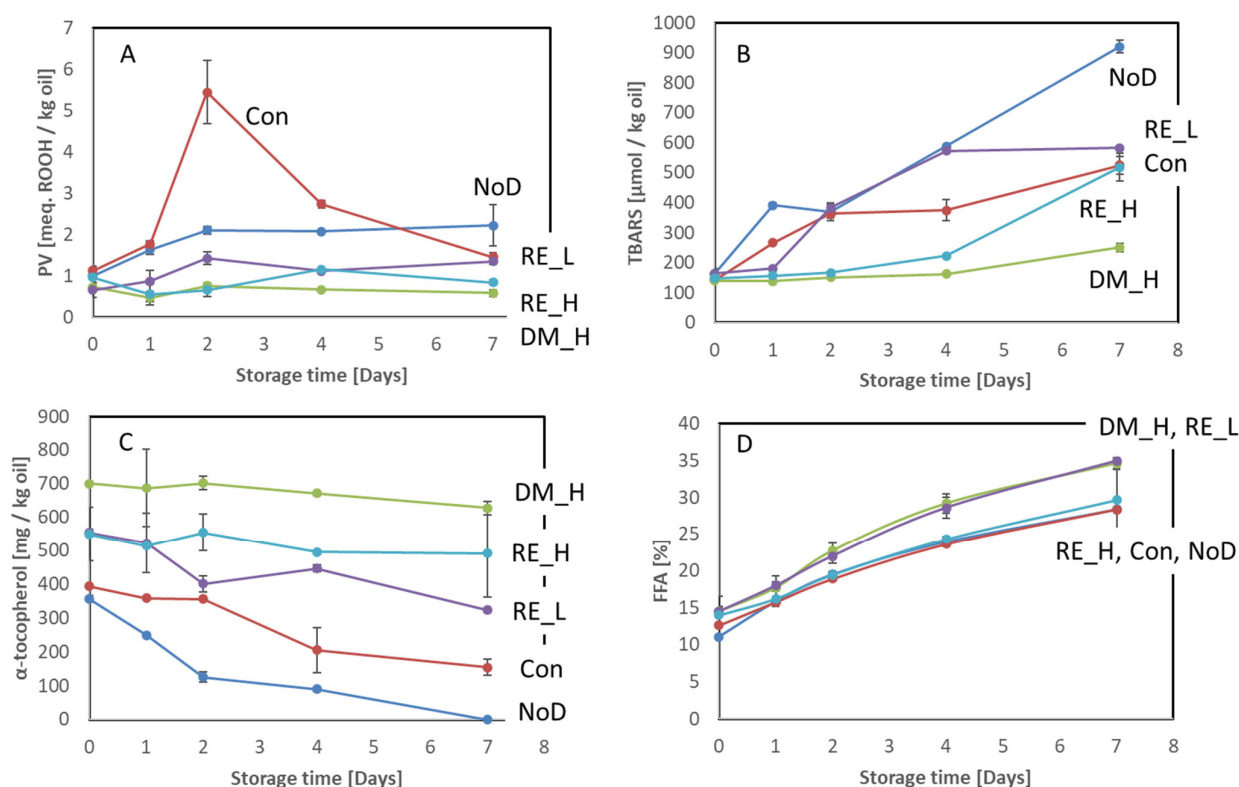 A
PV [meq. ROOH / kg oil]
7
6
5
4
3
2
1
0
Con
NoD
RE_L
RE_H
DM_H
0 1 2 3 4 5 6 7
Storage time [Days]
B
TBARS [µmol / kg oil]
1000
900
800
700
600
500
400
300
200
100
0
NoD
RE_L
Con
RE_H
DM_H
0 1 2 3 4 5 6 7 8
Storage time [Days]
C
α-tocopherol [mg / kg oil]
900
800
700
600
500
400
300
200
100
0
DM_H
RE_H
RE_L
Con
NoD
0 1 2 3 4 5 6 7 8
Storage time [Days]
D
FFA [%]
40
35
30
25
20
15
10
5
0
DM_H, RE_L
RE_H, Con, NoD
0 1 2 3 4 5 6 7 8
Storage time [Days]